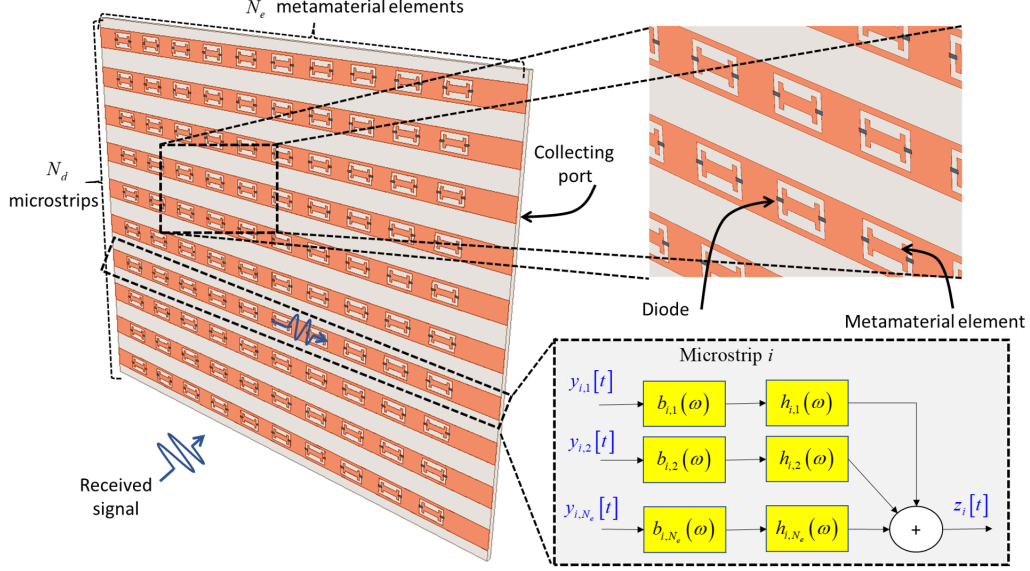 N_e metamaterial elements
N_d
microstrips
Collecting
port
Diode
Metamaterial element
Received
signal
Microstrip i
y_{i,1}[t]
b_{i,1}(ω)
h_{i,1}(ω)
y_{i,2}[t]
b_{i,2}(ω)
h_{i,2}(ω)
y_{i,N_e}[t]
b_{i,N_e}(ω)
h_{i,N_e}(ω)
+
z_i[t]